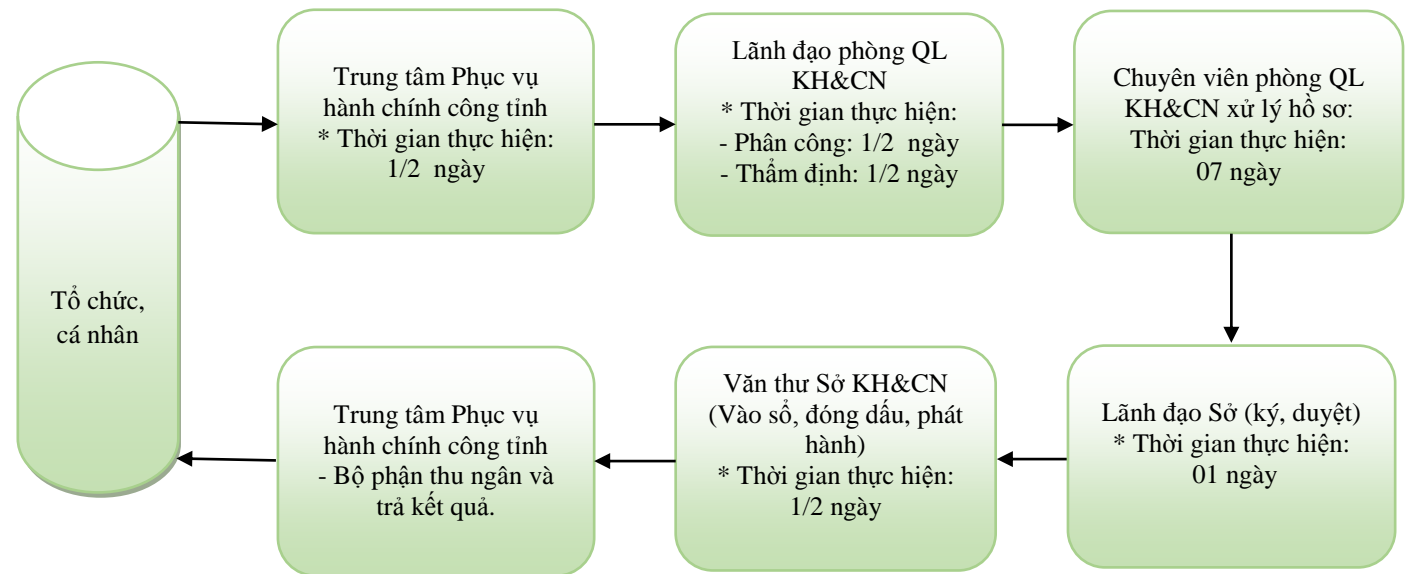 Tổ chức,
cá nhân
Trung tâm Phục vụ
hành chính công tỉnh
* Thời gian thực hiện:
1/2 ngày
Lãnh đạo phòng QL
KH&CN
* Thời gian thực hiện:
- Phân công: 1/2 ngày
- Thẩm định: 1/2 ngày
Chuyên viên phòng QL
KH&CN xử lý hồ sơ:
Thời gian thực hiện:
07 ngày
Lãnh đạo Sở (ký, duyệt)
* Thời gian thực hiện:
01 ngày
Văn thư Sở KH&CN
(Vào sổ, đóng dấu, phát
hành)
* Thời gian thực hiện:
1/2 ngày
Trung tâm Phục vụ
hành chính công tỉnh
- Bộ phận thu ngân và
trả kết quả.